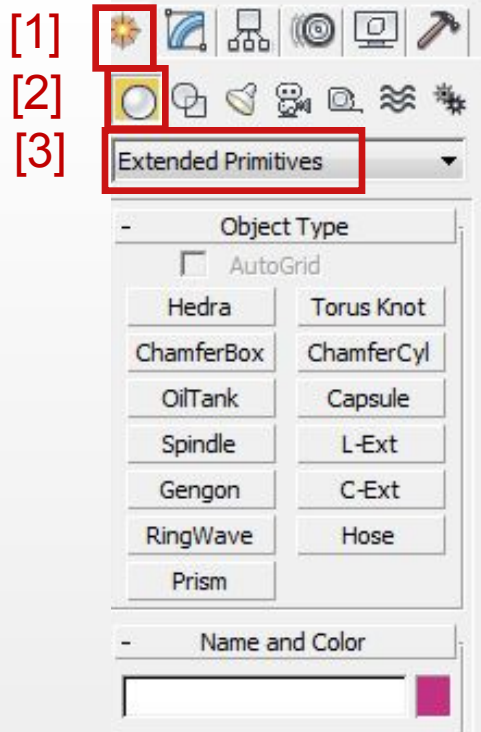 [1]
[2]
[3]
Extended Primitives
- Object Type
AutoGrid
Hedra Torus Knot
ChamferBox ChamferCyl
OilTank Capsule
Spindle L-Ext
Gengon C-Ext
RingWave Hose
Prism
- Name and Color